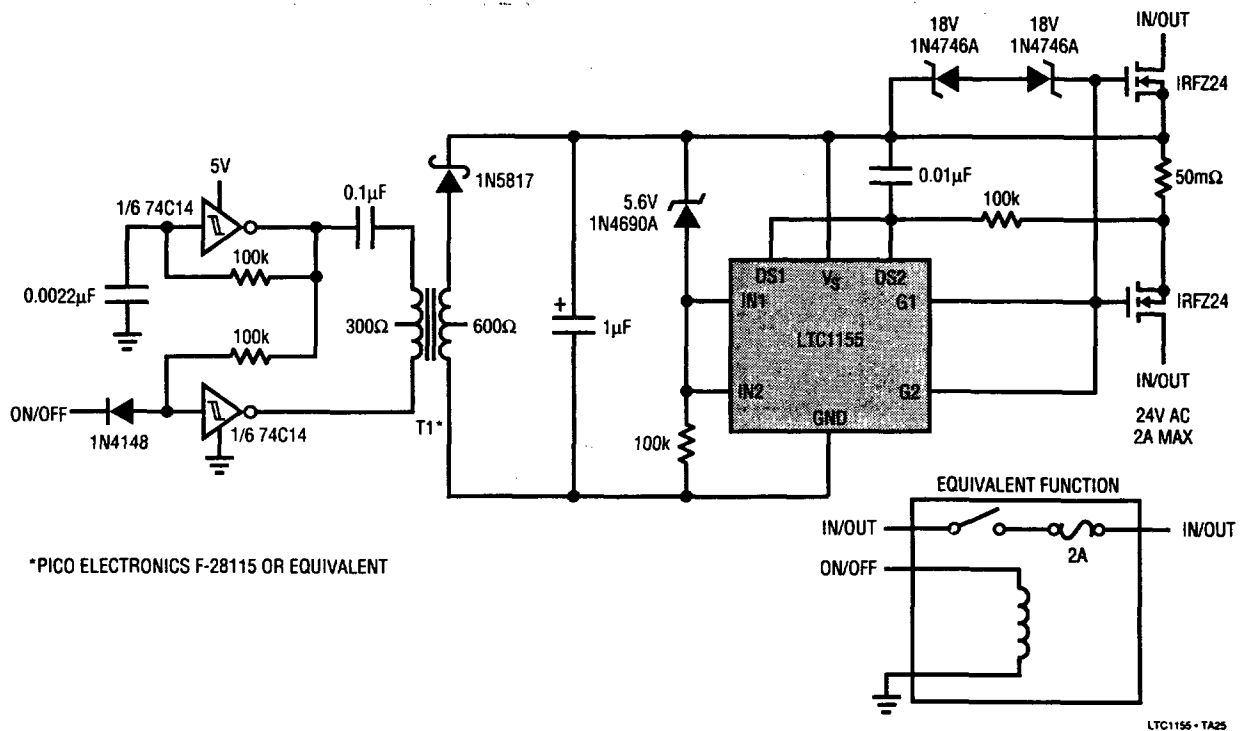 18V
1N4746A
18V
1N4746A
IN/OUT
IRFZ24
5V
1/6 74C14
0.1µF
1N5817
5.6V
1N4690A
0.01µF
50mΩ
100k
100k
0.0022µF
DS1
VS
DS2
IN1
G1
IRFZ24
300Ω
600Ω
+
1µF
LTC1155
100k
IN2
G2
IN/OUT
ON/OFF
1N4148
1/6 74C14
T1*
GND
24V AC
2A MAX
100k
EQUIVALENT FUNCTION
IN/OUT
IN/OUT
2A
ON/OFF
*PICO ELECTRONICS F-28115 OR EQUIVALENT
LTC1155 • TA25